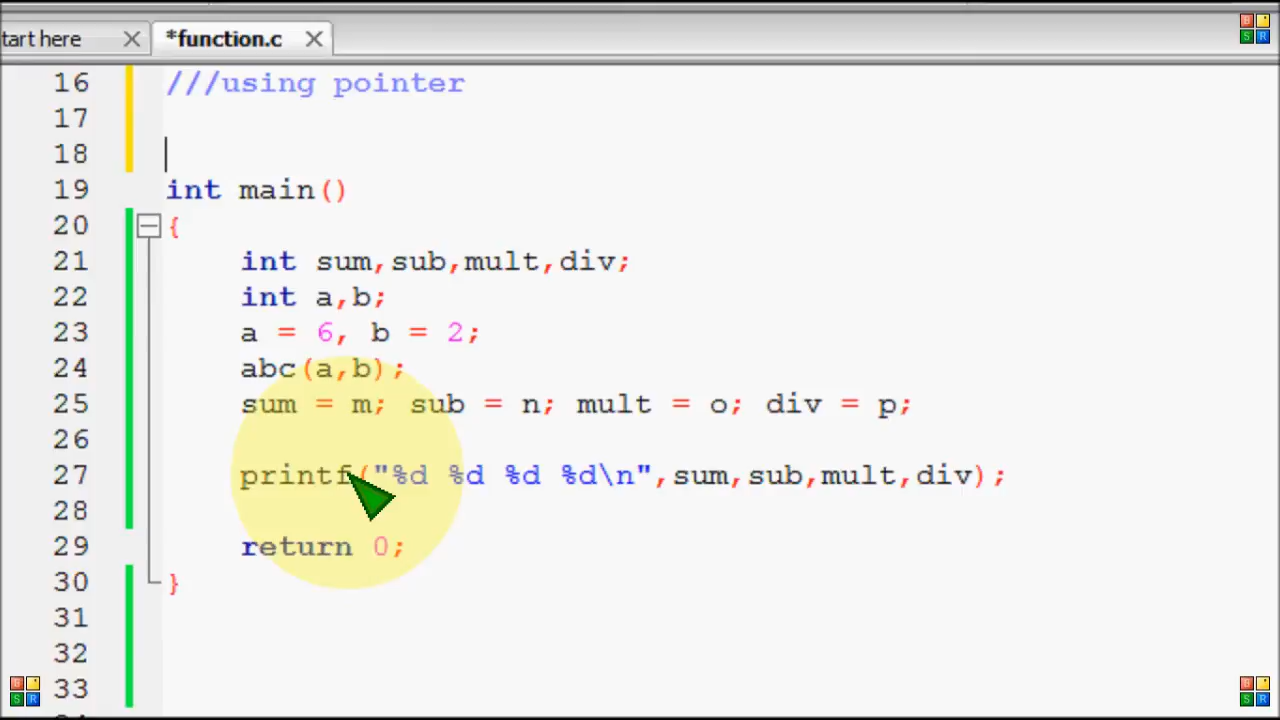 tart here
*function.c
16 ///using pointer
17
18
19 int main()
20 {
21 int sum,sub,mult,div;
22 int a,b;
23 a = 6, b = 2;
24 abc(a,b);
25 sum = m; sub = n; mult = o; div = p;
26
27 printf("%d %d %d %d\n",sum,sub,mult,div);
28
29 return 0;
30 }
31
32
33